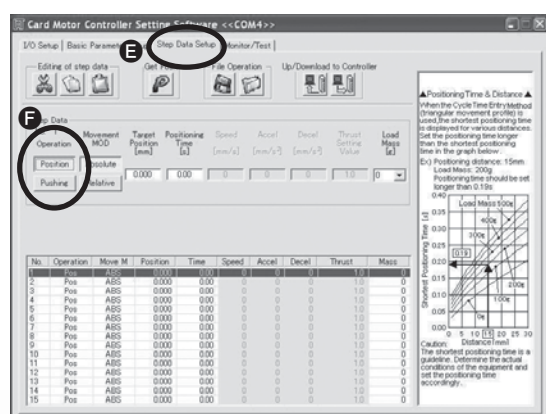 Card Motor Controller Setting Software <<COM4>>
I/O Setup | Basic Parameter Step Data Setup Monitor/Test
E
Editing of step data
File Operation
Up/Download to Controller
F
Step Data
Operation
Movement MOD
Target Position [mm]
Positioning Time [s]
Speed [mm/s]
Accel [mm/s²]
Decel [mm/s²]
Thrust Setting Value
Load Mass [g]
Position
Absolute
Pushing
Relative
0.000 0.00 0 0 0 1.0 0
No. Operation Move M Position Time Speed Accel Decel Thrust Mass
1 Pos ABS 0.000 0.00 0 0 0 1.0 0
2 Pos ABS 0.000 0.00 0 0 0 1.0 0
3 Pos ABS 0.000 0.00 0 0 0 1.0 0
4 Pos ABS 0.000 0.00 0 0 0 1.0 0
5 Pos ABS 0.000 0.00 0 0 0 1.0 0
6 Pos ABS 0.000 0.00 0 0 0 1.0 0
7 Pos ABS 0.000 0.00 0 0 0 1.0 0
8 Pos ABS 0.000 0.00 0 0 0 1.0 0
9 Pos ABS 0.000 0.00 0 0 0 1.0 0
10 Pos ABS 0.000 0.00 0 0 0 1.0 0
11 Pos ABS 0.000 0.00 0 0 0 1.0 0
12 Pos ABS 0.000 0.00 0 0 0 1.0 0
13 Pos ABS 0.000 0.00 0 0 0 1.0 0
14 Pos ABS 0.000 0.00 0 0 0 1.0 0
15 Pos ABS 0.000 0.00 0 0 0 1.0 0
▲Positioning Time & Distance▲
When the Cycle Time Entry Method
(triangular movement profile) is
used,the shortest positioning time
is displayed for various distances.
Set the positioning time longer
than the shortest positioning
time in the graph below.
Ex) Positioning distance: 15mm
Load Mass: 200g
Positioning time should be set
longer than 0.19s
Shortest Positioning Time [s]
0.40
0.35
0.30
0.25
0.19
0.20
0.15
0.10
0.05
0.00
Load Mass 500g
400g
300g
200g
100g
0g
0 5 10 15 20 25 30
Distance[mm]
Caution:
The shortest positioning time is a
guideline. Determine the actual
conditions of the equipment and
set the positioning time
accordingly.